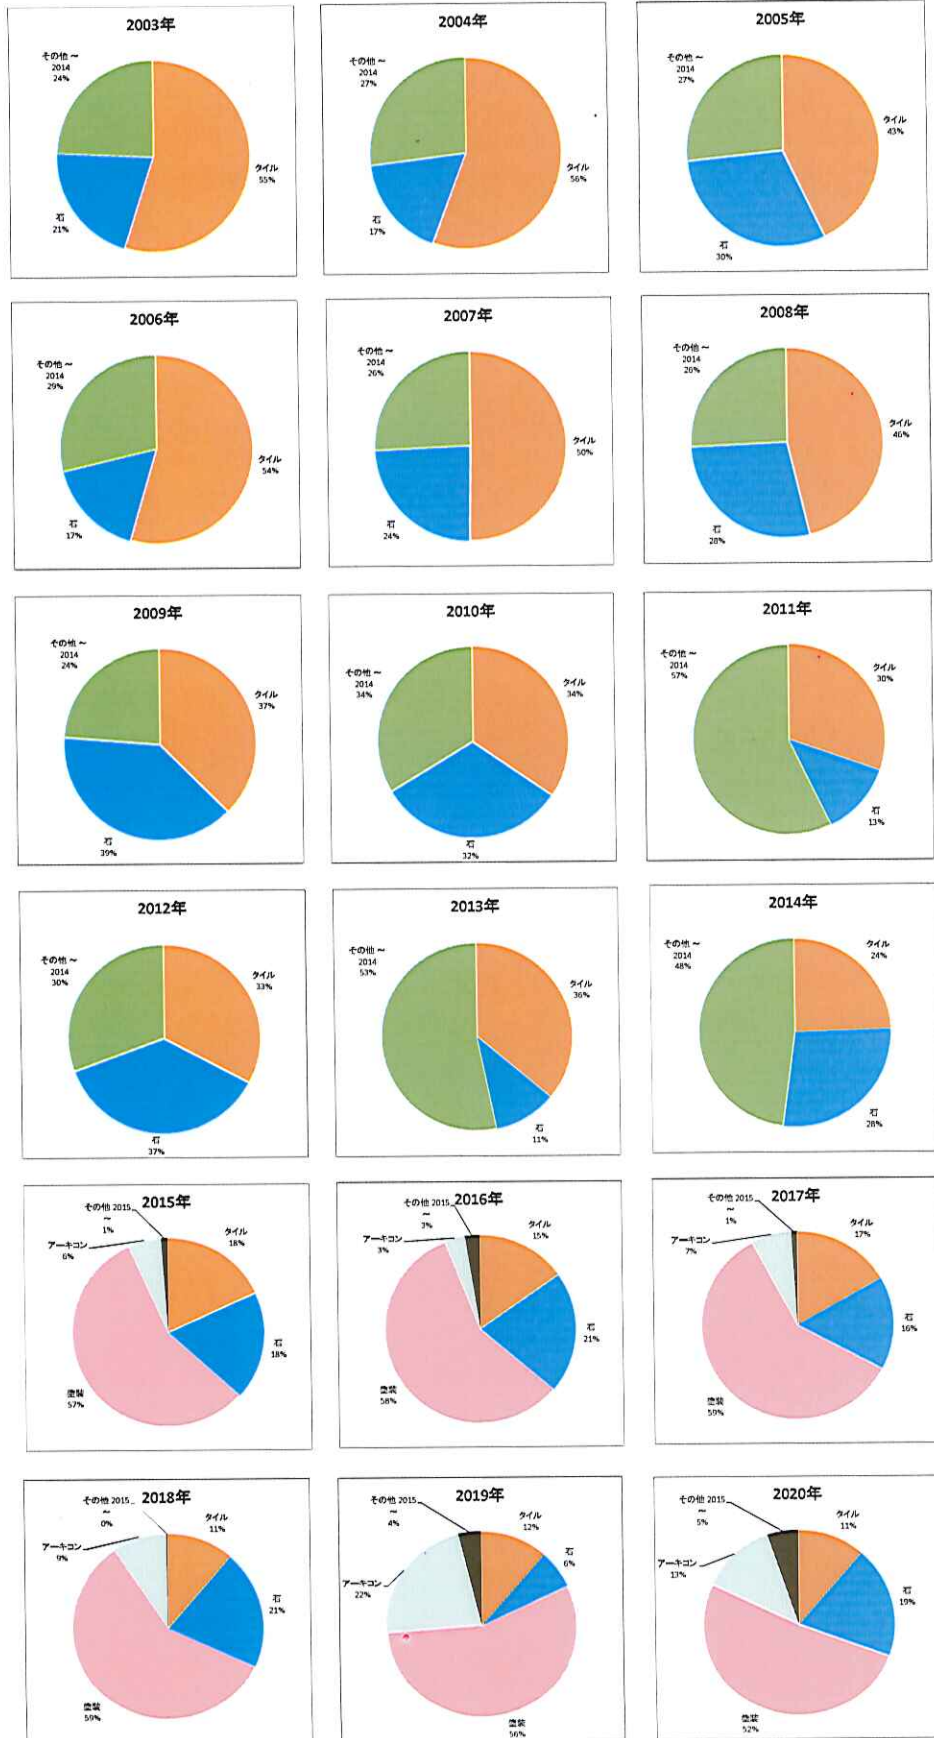 2003年
その他 ~
2014
24%
タイル
55%
石
21%
2004年
その他 ~
2014
27%
タイル
56%
石
17%
2005年
その他 ~
2014
27%
タイル
43%
石
30%
2006年
その他 ~
2014
29%
タイル
54%
石
17%
2007年
その他 ~
2014
26%
タイル
50%
石
24%
2008年
その他 ~
2014
26%
タイル
46%
石
28%
2009年
その他 ~
2014
24%
タイル
37%
石
39%
2010年
その他 ~
2014
34%
タイル
34%
石
32%
2011年
その他 ~
2014
57%
タイル
30%
石
13%
2012年
その他 ~
2014
30%
タイル
33%
石
37%
2013年
その他 ~
2014
53%
タイル
36%
石
11%
2014年
その他 ~
2014
48%
タイル
24%
石
28%
2015年
その他 2015
~
1%
アーキコン
6%
タイル
18%
石
18%
塗装
57%
2016年
その他 2015
~
3%
アーキコン
3%
タイル
15%
石
21%
塗装
58%
2017年
その他 2015
~
1%
アーキコン
7%
タイル
17%
石
16%
塗装
59%
2018年
その他 2015
~
0%
アーキコン
9%
タイル
11%
石
21%
塗装
59%
2019年
その他 2015
~
4%
アーキコン
22%
タイル
12%
石
6%
塗装
56%
2020年
その他 2015
~
5%
アーキコン
13%
タイル
11%
石
19%
塗装
52%